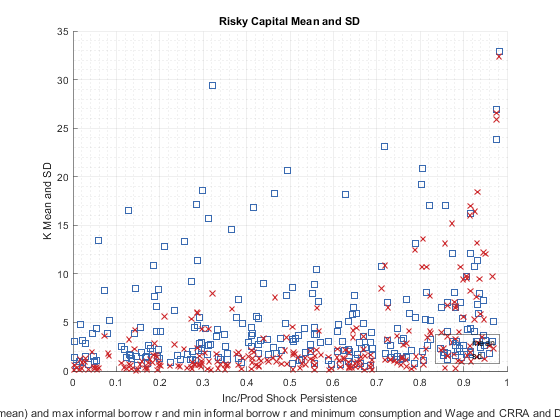 Risky Capital Mean and SD
35
30
25
20
15
10
5
0
K Mean and SD
0 0.1 0.2 0.3 0.4 0.5 0.6 0.7 0.8 0.9 1
Inc/Prod Shock Persistence
mean) and max informal borrow r and min informal borrow r and minimum consumption and Wage and CRRA and